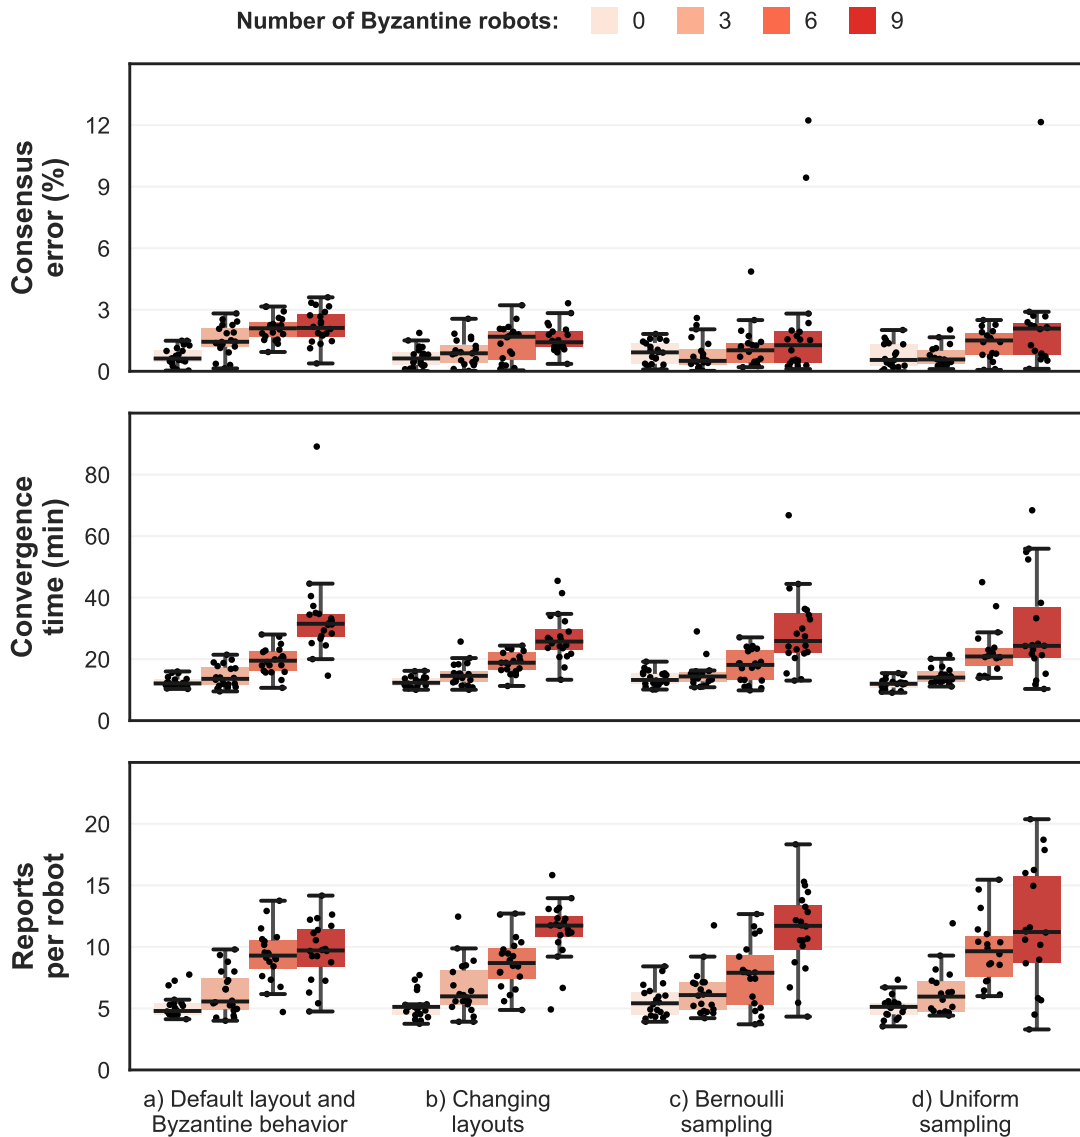 Number of Byzantine robots: 0 3 6 9
Consensus
error (%)
12
9
6
3
0
Convergence
time (min)
80
60
40
20
0
Reports
per robot
20
15
10
5
0
a) Default layout and
Byzantine behavior
b) Changing
layouts
c) Bernoulli
sampling
d) Uniform
sampling